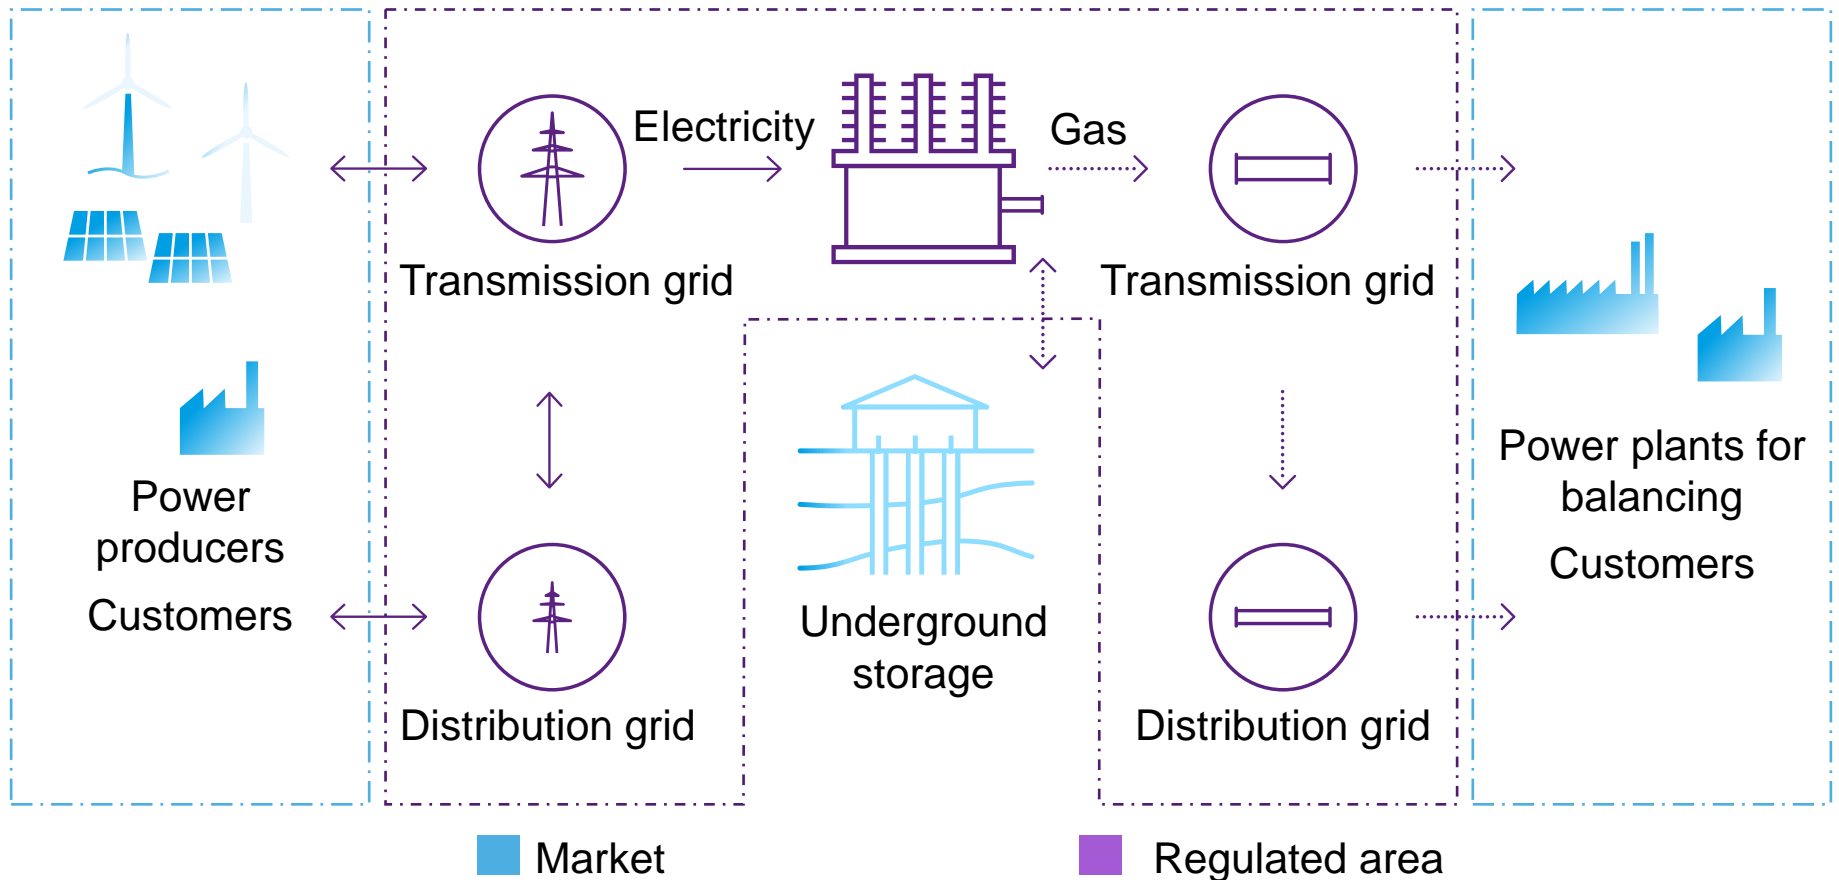 Electricity
Gas
Transmission grid
Transmission grid
Power
producers
Customers
Power plants for
balancing
Customers
Underground
storage
Distribution grid
Distribution grid
Market
Regulated area